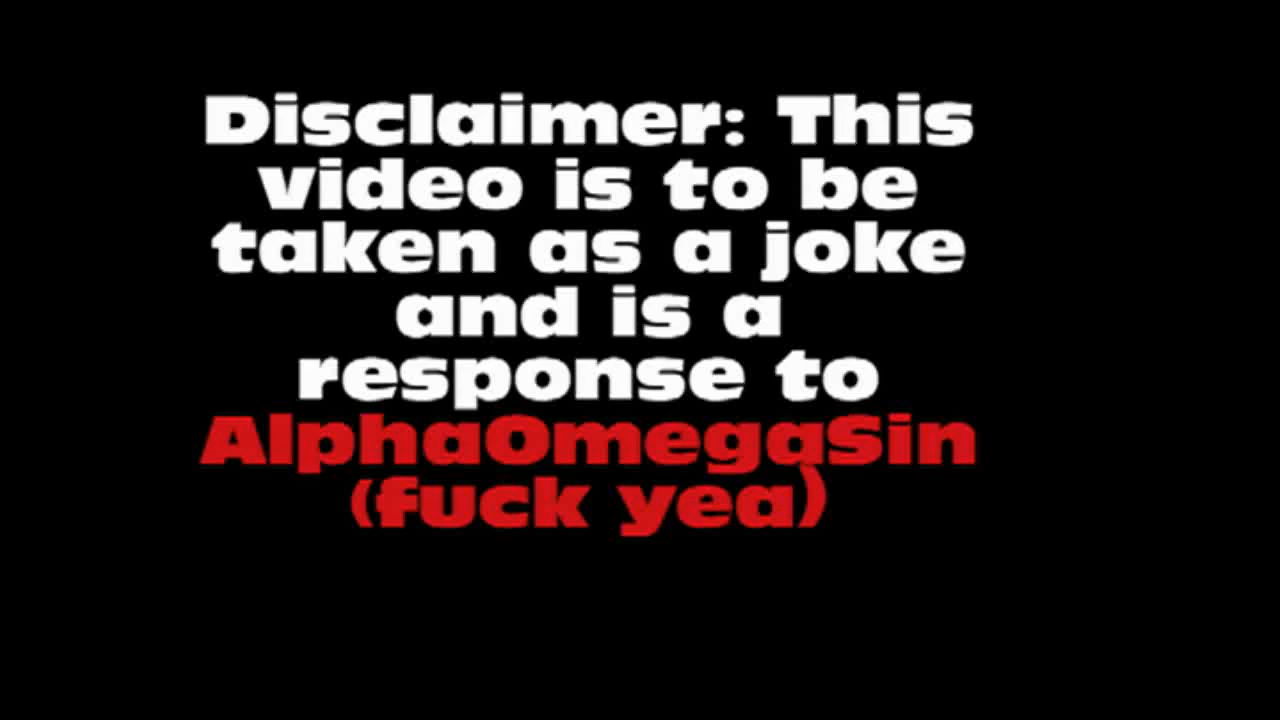 Disclaimer: This
video is to be
taken as a joke
and is a
response to
AlphaOmegaSin
(fuck yea)